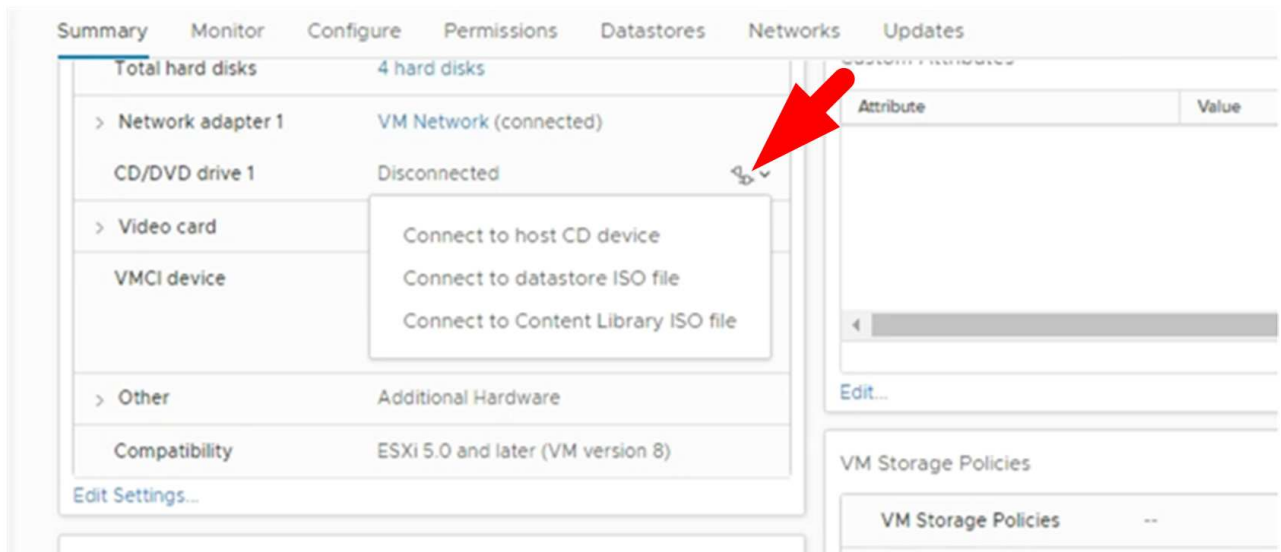 Summary Monitor Configure Permissions Datastores Networks Updates
Total hard disks 4 hard disks
Network adapter 1 VM Network (connected)
CD/DVD drive 1 Disconnected
Video card
Connect to host CD device
VMCI device
Connect to datastore ISO file
Connect to Content Library ISO file
Other Additional Hardware
Compatibility ESXi 5.0 and later (VM version 8)
Edit Settings...
Custom Attributes
Attribute Value
Edit...
VM Storage Policies
VM Storage Policies --